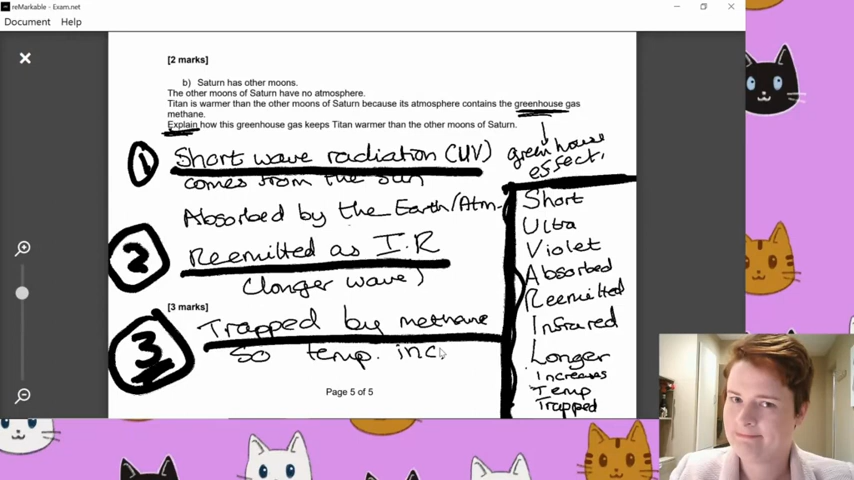 reMarkable - Exam.net
Document Help
[2 marks]
b) Saturn has other moons.
The other moons of Saturn have no atmosphere.
Titan is warmer than the other moons of Saturn because its atmosphere contains the greenhouse gas
methane.
Explain how this greenhouse gas keeps Titan warmer than the other moons of Saturn.
1 Short wave radiation (UV)
comes from the sun
Absorbed by the Earth/Atm-
2 Reemitted as I.R
(longer wave)
[3 marks]
3 Trapped by methane
so temp. inc
Page 5 of 5
greenhouse
essect.
Short
Ultra
Violet
Absorbed
Reemitted
Infrared
Longer
Increases
Temp
Trapped